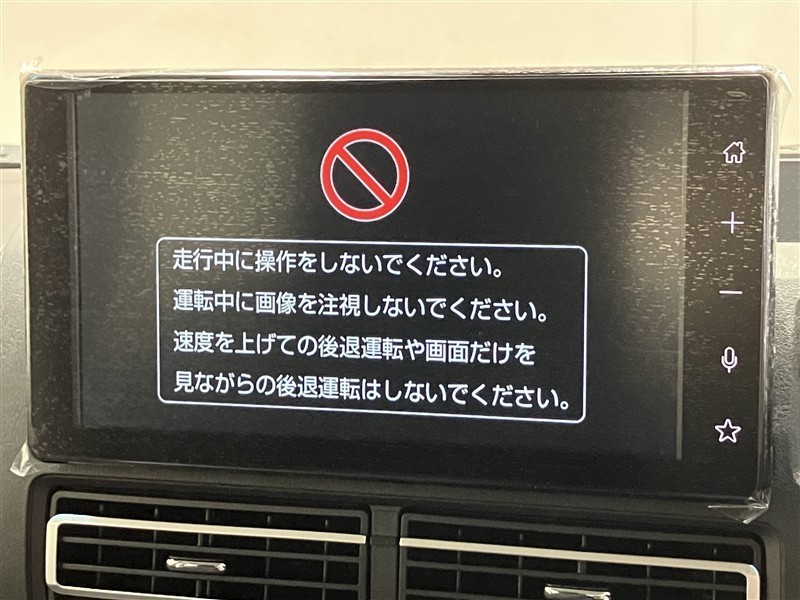 走行中に操作をしないでください。
運転中に画像を注視しないでください。
速度を上げての後退運転や画面だけを
見ながらの後退運転はしないでください。